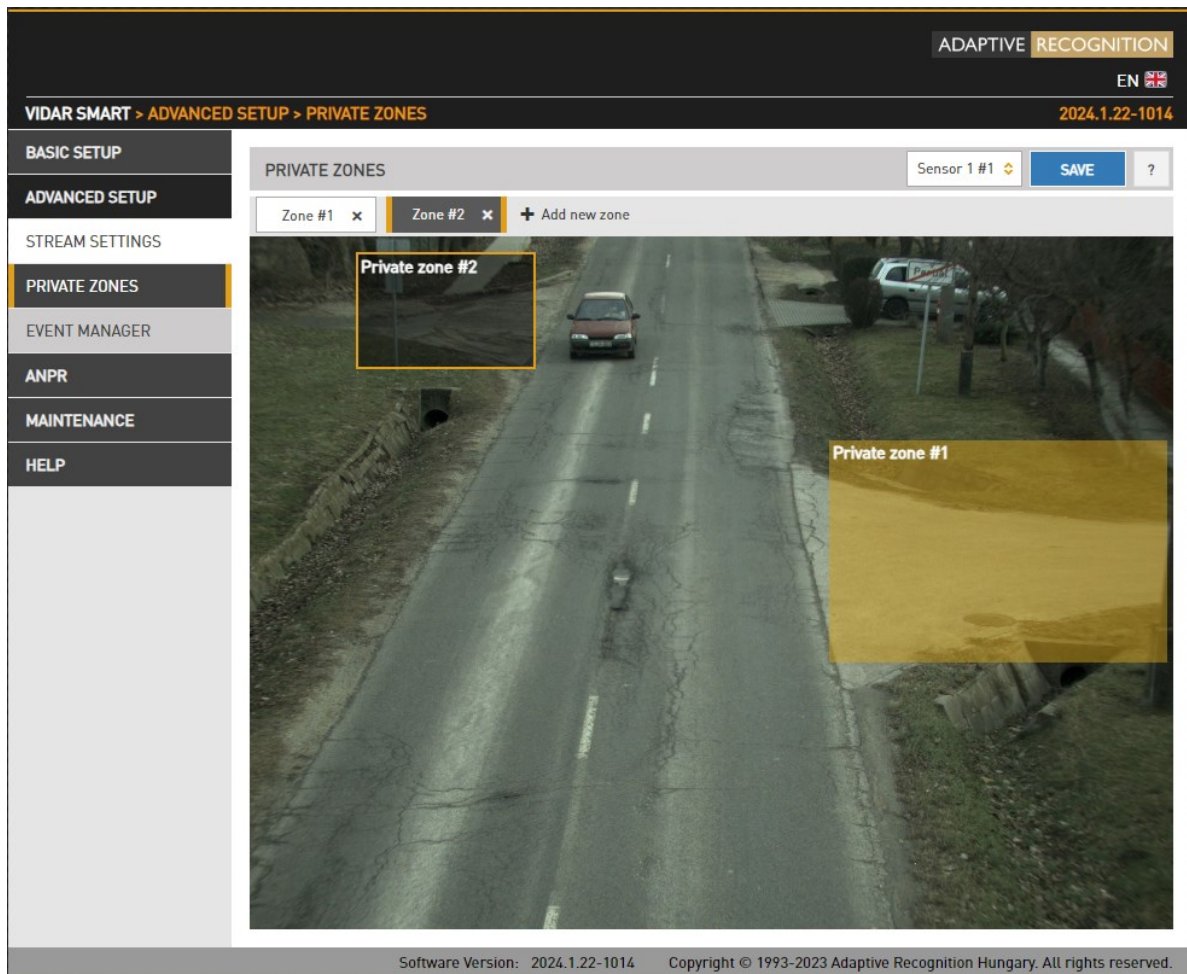 ADAPTIVE RECOGNITION
EN
VIDAR SMART > ADVANCED SETUP > PRIVATE ZONES 2024.1.22-1014
BASIC SETUP
ADVANCED SETUP
STREAM SETTINGS
PRIVATE ZONES
EVENT MANAGER
ANPR
MAINTENANCE
HELP
PRIVATE ZONES Sensor 1 #1 SAVE ?
Zone #1 × Zone #2 × + Add new zone
Private zone #2
Private zone #1
Software Version: 2024.1.22-1014 Copyright © 1993-2023 Adaptive Recognition Hungary. All rights reserved.